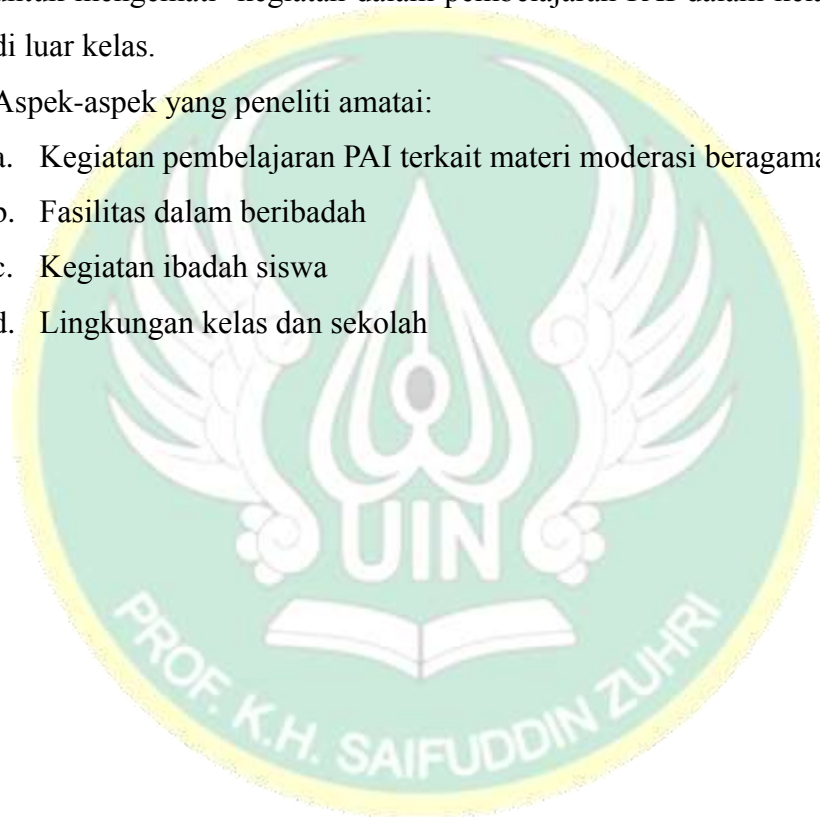 di luar kelas.
Aspek-aspek yang peneliti amatai:
a. Kegiatan pembelajaran PAI terkait materi moderasi beragama
b. Fasilitas dalam beribadah
c. Kegiatan ibadah siswa
d. Lingkungan kelas dan sekolah
UIN
PROF. K.H. SAIFUDDIN ZUHRI